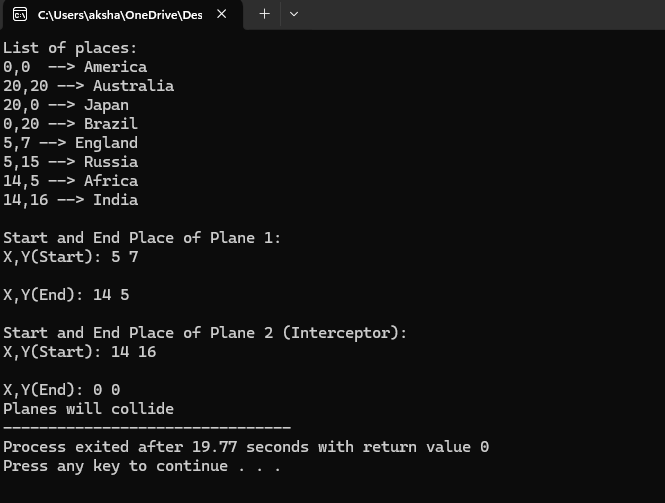 C:\Users\aksha\OneDrive\Des
List of places:
0,0  --> America
20,20 --> Australia
20,0 --> Japan
0,20 --> Brazil
5,7 --> England
5,15 --> Russia
14,5 --> Africa
14,16 --> India
Start and End Place of Plane 1:
X,Y(Start): 5 7
X,Y(End): 14 5
Start and End Place of Plane 2 (Interceptor):
X,Y(Start): 14 16
X,Y(End): 0 0
Planes will collide
--------------------------------
Process exited after 19.77 seconds with return value 0
Press any key to continue . . .